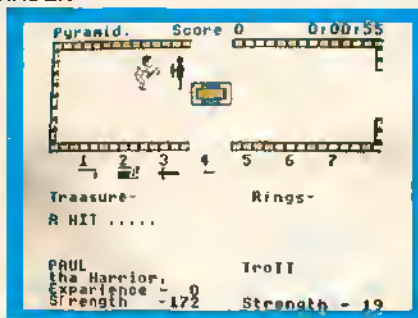 Pyramid. Score 0 0:00:55
1 2 3 4 5 6 7
Treasure- Rings-
A HIT .....
PAUL Troll
the Warrior.
Experience - 0
Strength -172 Strength - 19